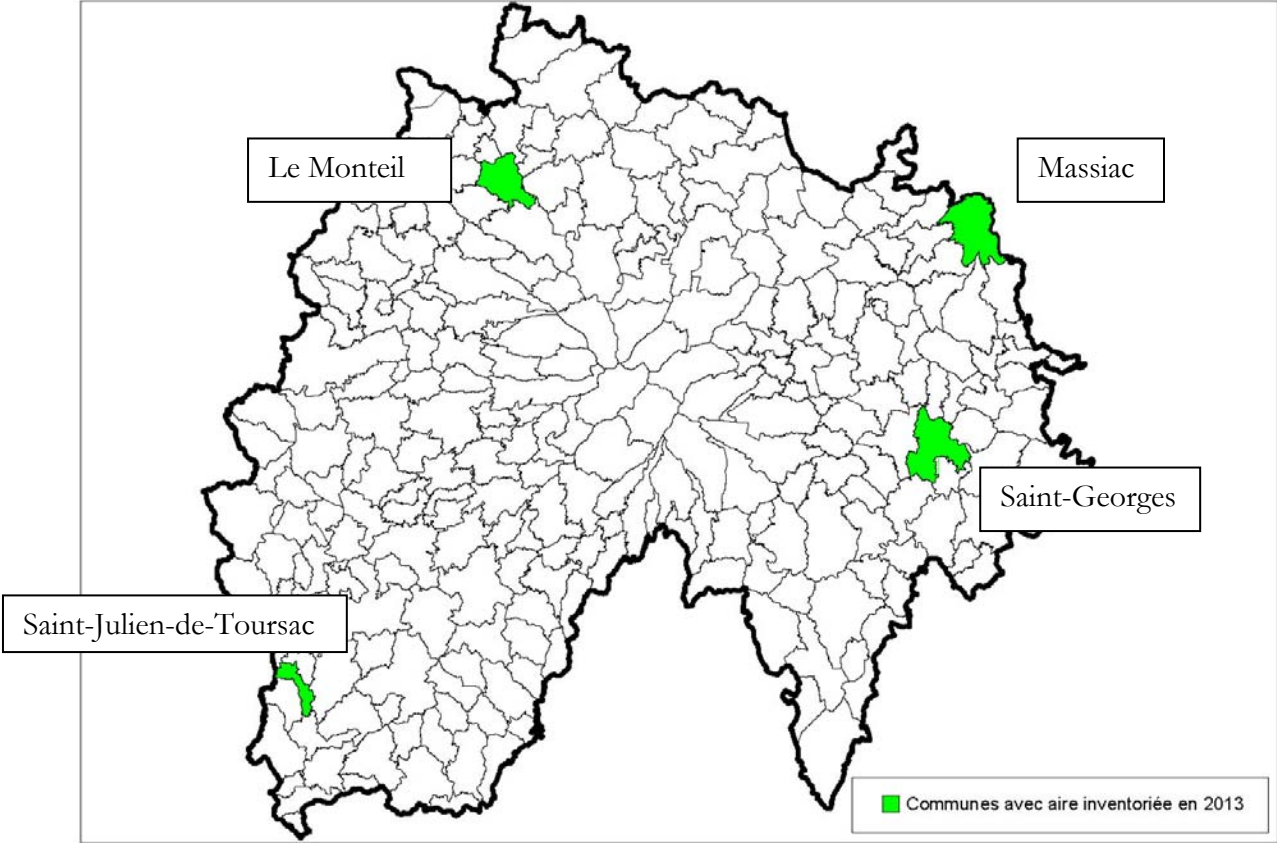 Le Monteil
Massiac
Saint-Georges
Saint-Julien-de-Toursac
Communes avec aire inventoriée en 2013